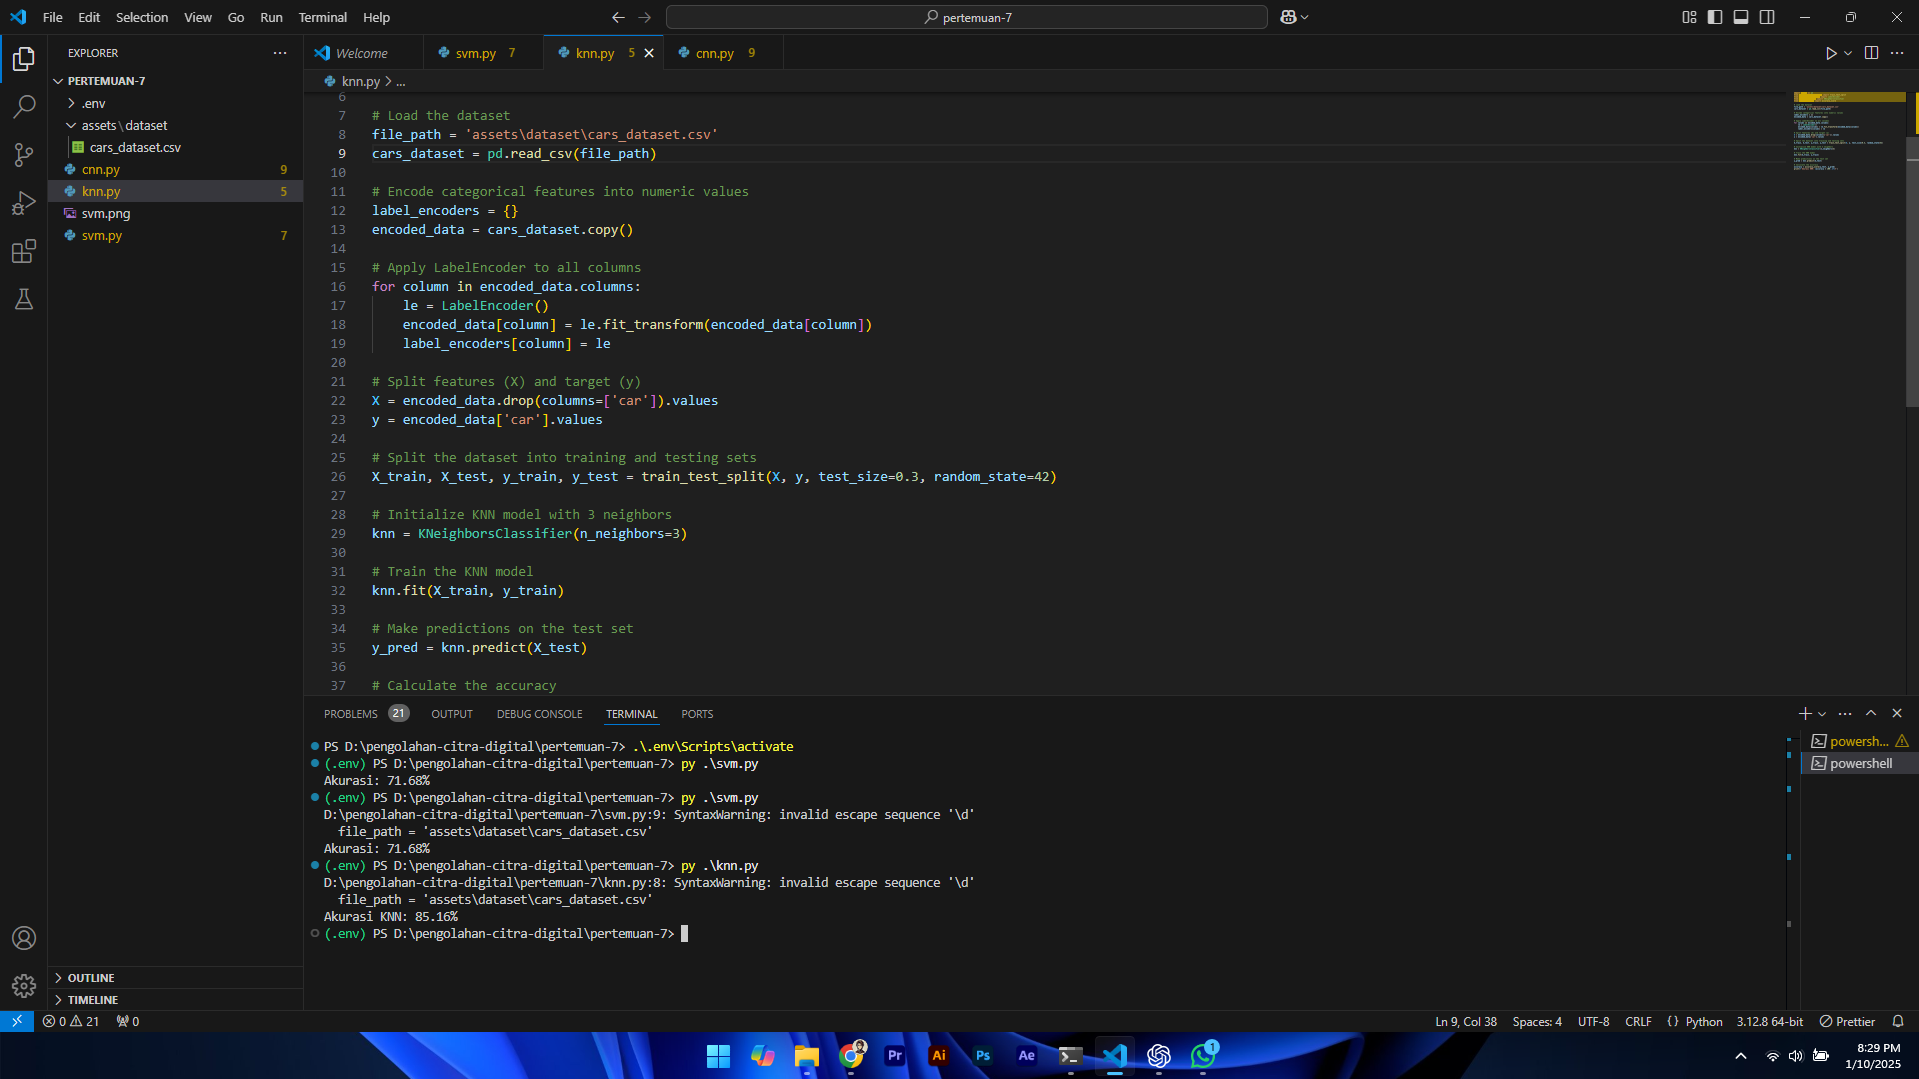 File Edit Selection View Go Run Terminal Help
pertemuan-7
EXPLORER
PERTEMUAN-7
.env
assets\dataset
cars_dataset.csv
cnn.py 9
knn.py 5
svm.png
svm.py 7
OUTLINE
TIMELINE
Welcome
svm.py 7
knn.py 5
cnn.py 9
knn.py > ...
6
7 # Load the dataset
8 file_path = 'assets\dataset\cars_dataset.csv'
9 cars_dataset = pd.read_csv(file_path)
10
11 # Encode categorical features into numeric values
12 label_encoders = {}
13 encoded_data = cars_dataset.copy()
14
15 # Apply LabelEncoder to all columns
16 for column in encoded_data.columns:
17 le = LabelEncoder()
18 encoded_data[column] = le.fit_transform(encoded_data[column])
19 label_encoders[column] = le
20
21 # Split features (X) and target (y)
22 X = encoded_data.drop(columns=['car']).values
23 y = encoded_data['car'].values
24
25 # Split the dataset into training and testing sets
26 X_train, X_test, y_train, y_test = train_test_split(X, y, test_size=0.3, random_state=42)
27
28 # Initialize KNN model with 3 neighbors
29 knn = KNeighborsClassifier(n_neighbors=3)
30
31 # Train the KNN model
32 knn.fit(X_train, y_train)
33
34 # Make predictions on the test set
35 y_pred = knn.predict(X_test)
36
37 # Calculate the accuracy
PROBLEMS 21 OUTPUT DEBUG CONSOLE TERMINAL PORTS
PS D:\pengolahan-citra-digital\pertemuan-7> .\.env\Scripts\activate
(.env) PS D:\pengolahan-citra-digital\pertemuan-7> py .\svm.py
Akurasi: 71.68%
(.env) PS D:\pengolahan-citra-digital\pertemuan-7> py .\svm.py
D:\pengolahan-citra-digital\pertemuan-7\svm.py:9: SyntaxWarning: invalid escape sequence '\d'
file_path = 'assets\dataset\cars_dataset.csv'
Akurasi: 71.68%
(.env) PS D:\pengolahan-citra-digital\pertemuan-7> py .\knn.py
D:\pengolahan-citra-digital\pertemuan-7\knn.py:8: SyntaxWarning: invalid escape sequence '\d'
file_path = 'assets\dataset\cars_dataset.csv'
Akurasi KNN: 85.16%
(.env) PS D:\pengolahan-citra-digital\pertemuan-7>
powersh...
powershell
0 21 0
Ln 9, Col 38 Spaces: 4 UTF-8 CRLF {} Python 3.12.8 64-bit Prettier
Pr Ai Ps Ae 1
8:29 PM
1/10/2025